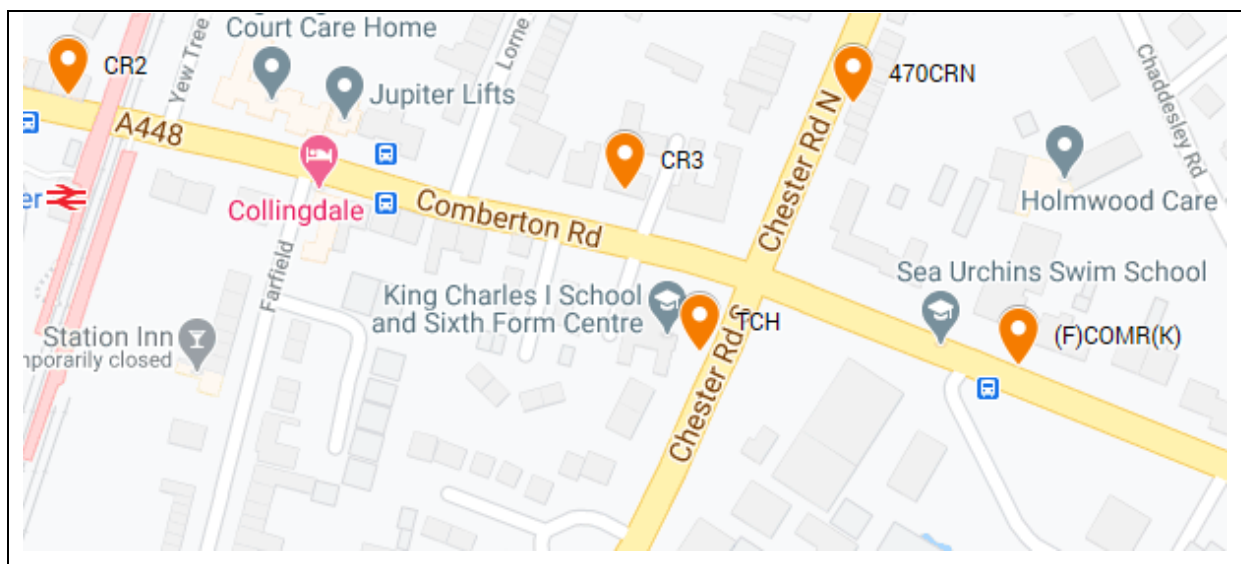 Court Care Home
CR2
Yew Tree
Jupiter Lifts
Lorne
A448
Collingdale
CR3
Comberton Rd
Chester Rd N
470CRN
Chaddesley Rd
Holmwood Care
er
Farfield
King Charles I School
and Sixth Form Centre
TCH
Chester Rd S
Sea Urchins Swim School
(F)COMR(K)
Station Inn
mporarily closed